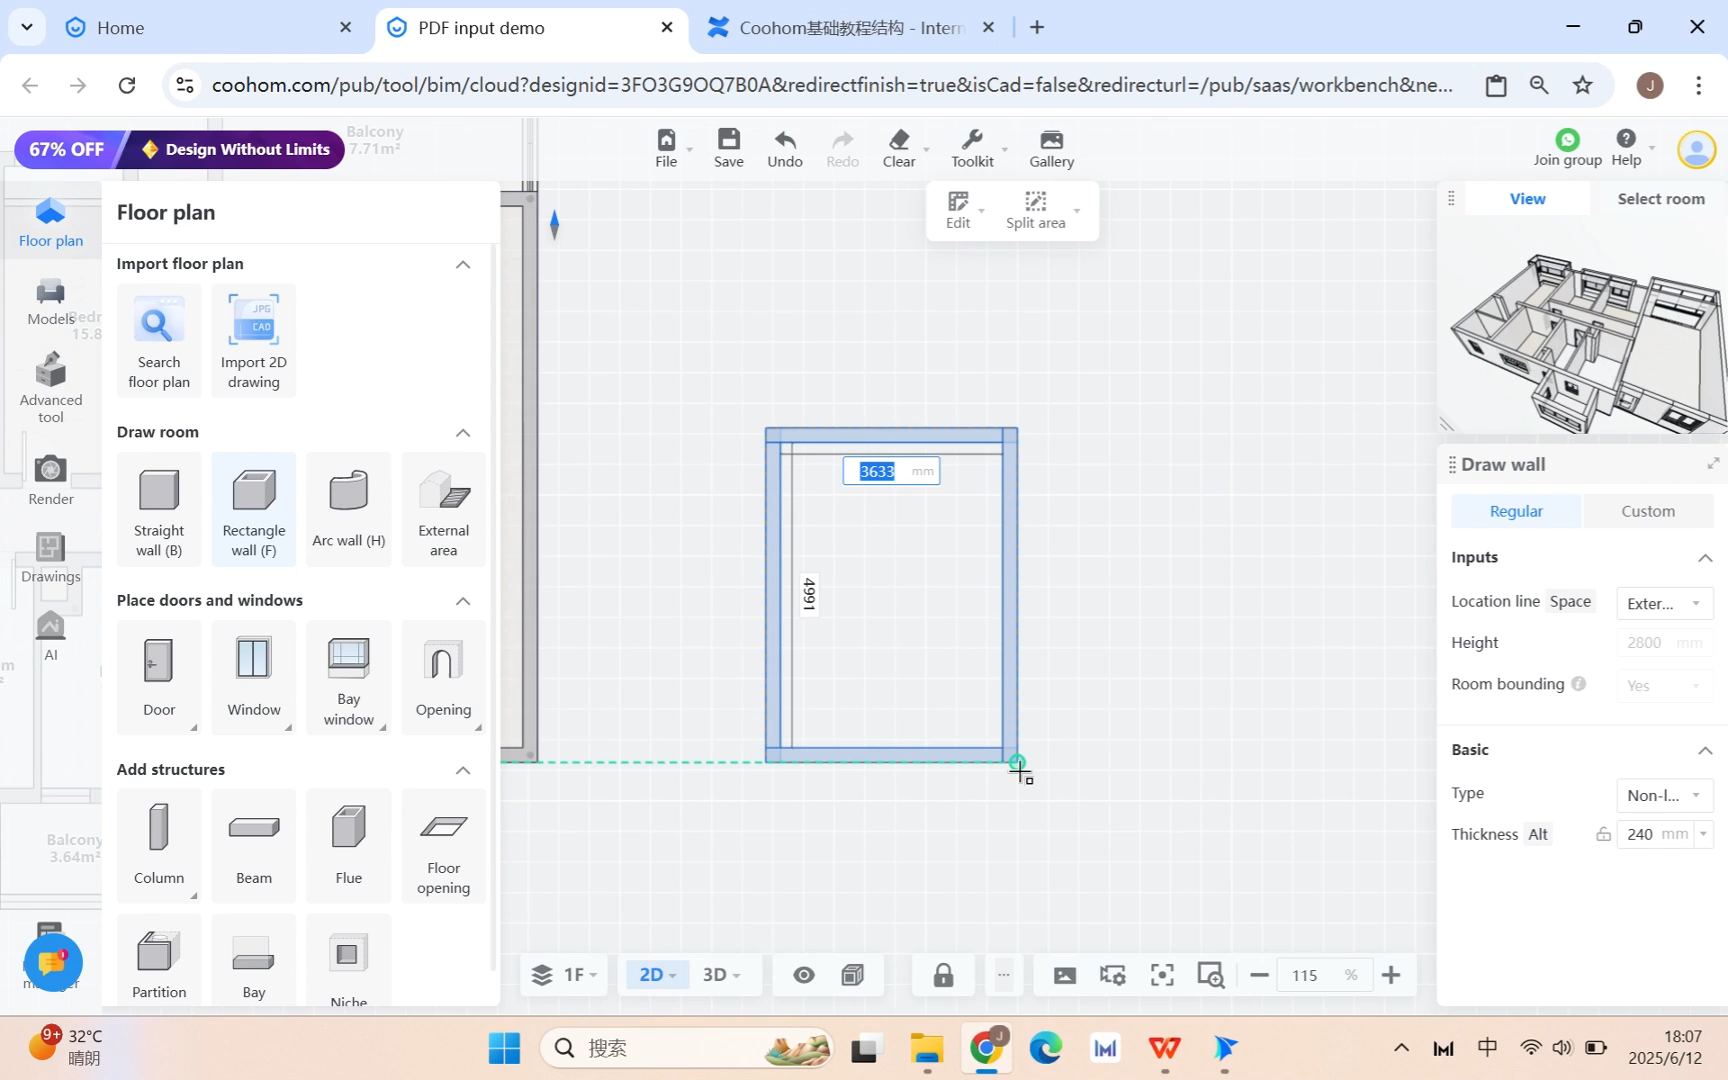 Home
PDF input demo
Coohom基础教程结构 - Intern
coohom.com/pub/tool/bim/cloud?designid=3FO3G9OQ7B0A&redirectfinish=true&isCad=false&redirecturl=/pub/saas/workbench&ne...
J
67% OFF
Design Without Limits
Balcony
7.71m²
File
Save
Undo
Redo
Clear
Toolkit
Gallery
Join group
Help
Edit
Split area
View
Select room
Floor plan
Models
15.8
Advanced tool
Render
Drawings
AI
m
Balcony
3.64m²
Floor plan
Import floor plan
Search floor plan
JPG
CAD
Import 2D drawing
Draw room
Straight wall (B)
Rectangle wall (F)
Arc wall (H)
External area
Place doors and windows
Door
Window
Bay window
Opening
Add structures
Column
Beam
Flue
Floor opening
Partition
Bay
Niche
3633 mm
4991
Draw wall
Regular
Custom
Inputs
Location line Space
Exter...
Height
2800 mm
Room bounding
Yes
Basic
Type
Non-l...
Thickness Alt
240 mm
1F
2D
3D
115 %
9+
32°C
晴朗
搜索
J
中
18:07
2025/6/12